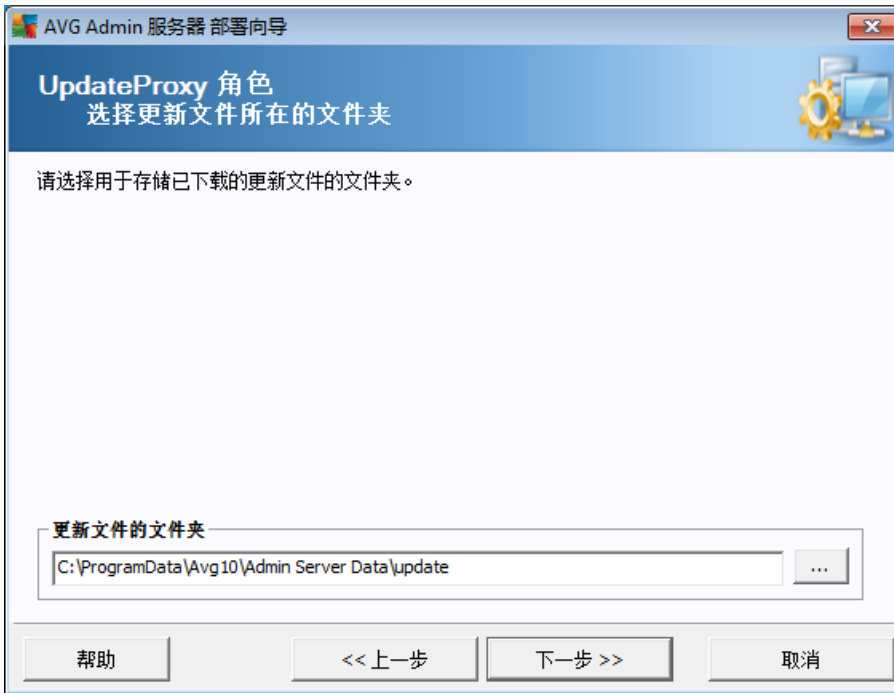 AVG Admin 服务器 部署向导
UpdateProxy 角色
选择更新文件所在的文件夹
请选择用于存储已下载的更新文件的文件夹。
更新文件的文件夹
C:\ProgramData\Avg10\Admin Server Data\update
...
帮助
<< 上一步
下一步 >>
取消